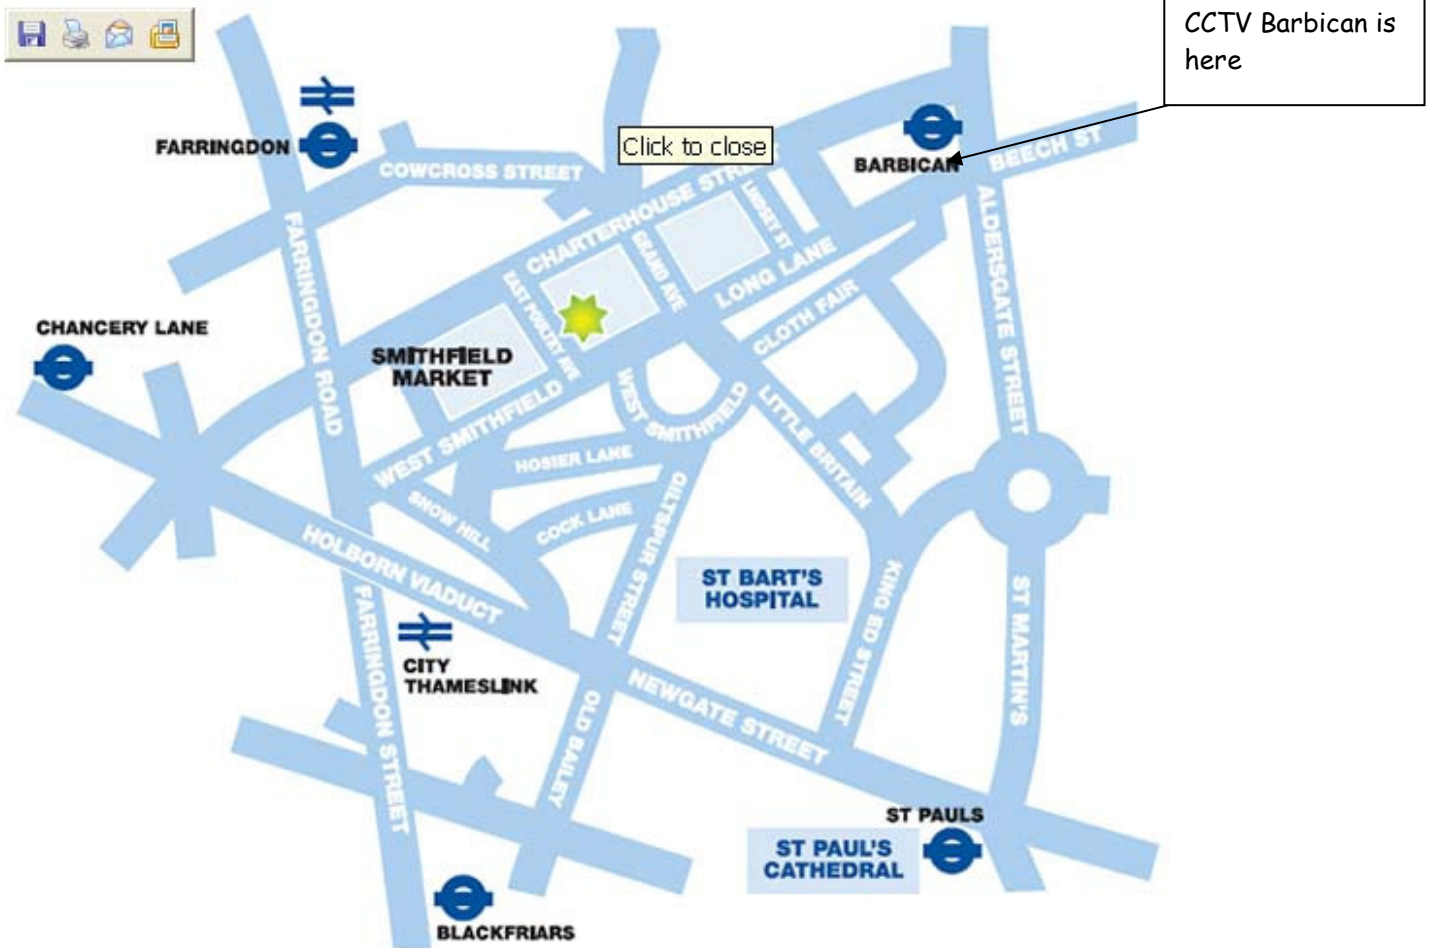 CCTV Barbican is
here
Click to close
FARRINGDON
COWCROSS STREET
BARBICAN
BEECH ST
CHARTERHOUSE STRE
LINDSEY ST
ALDERSGATE STREET
FARRINGDON ROAD
GRAND AVE
LONG LANE
EAST POULTRY AVE
CLOTH FAIR
CHANCERY LANE
SMITHFIELD
MARKET
WEST SMITHFIELD
WEST SMITHFIELD
LITTLE BRITAIN
HOSIER LANE
SNOW HILL
COCK LANE
GILTSPUR STREET
HOLBORN VIADUCT
ST BART'S
HOSPITAL
KING ED STREET
ST MARTIN'S
FARRINGDON STREET
CITY
THAMESLINK
NEWGATE STREET
OLD BAILEY
ST PAULS
ST PAUL'S
CATHEDRAL
BLACKFRIARS